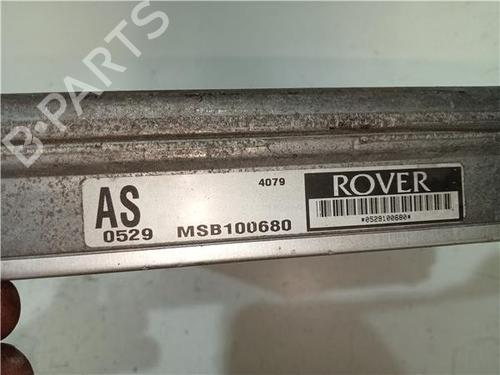 B-PARTS
4079
ROVER
AS
0529
MSB100680
*0529100680*